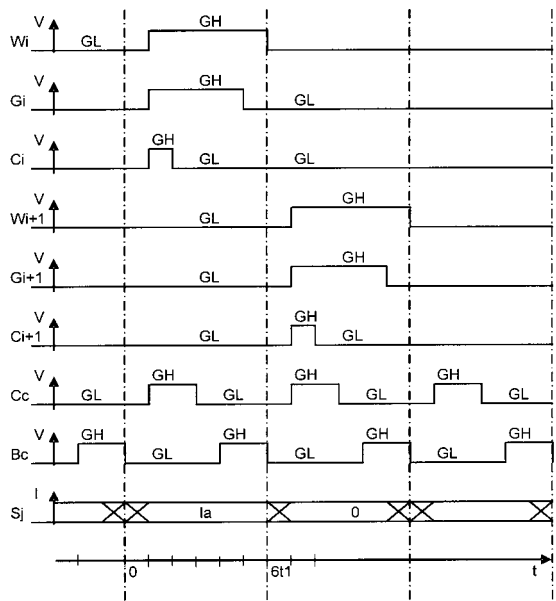 V GH
Wi GL
V GH
Gi GL
V GH
Ci GL GL
V GH
Wi+1 GL
V GH
Gi+1 GL
V GH
Ci+1 GL GL
V GH GH GH
Cc GL GL GL GL
V GH GH GH GH
Bc GL GL GL
I
Sj Ia 0
0 6t1 t